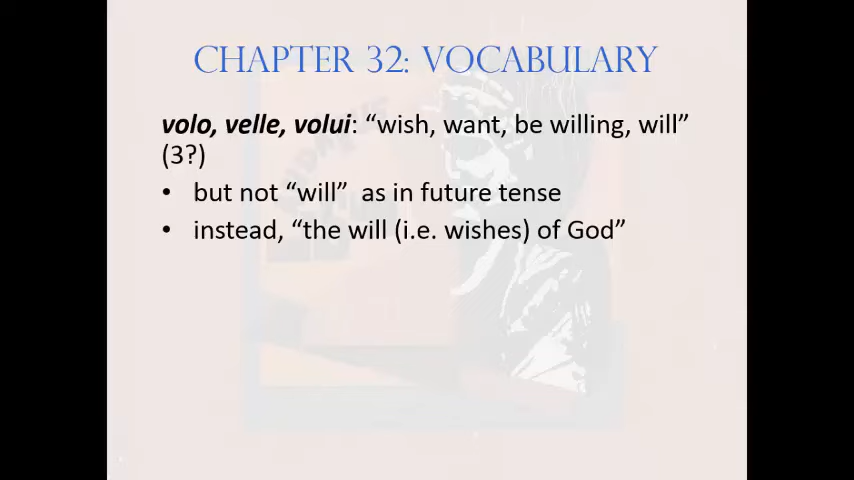 CHAPTER 32: VOCABULARY
volo, velle, volui: “wish, want, be willing, will”
(3?)
• but not “will” as in future tense
• instead, “the will (i.e. wishes) of God”